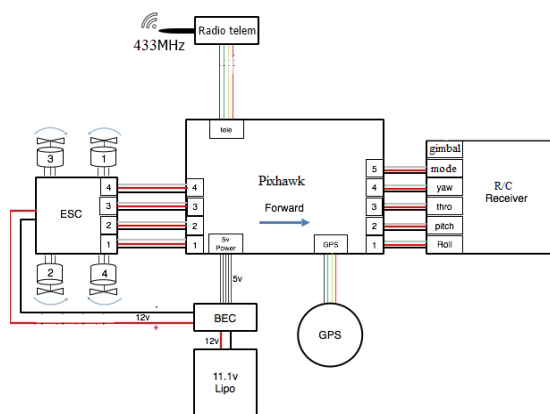 Radio telem
433MHz
tele
3
1
gimbal
5
mode
Pixhawk
R/C
Receiver
4
4
4
yaw
ESC
3
3
Forward
3
thro
2
2
2
pitch
1
1
5v
Power
GPS
1
Roll
2
4
5v
-
12v
+
BEC
GPS
12v
11.1v
Lipo